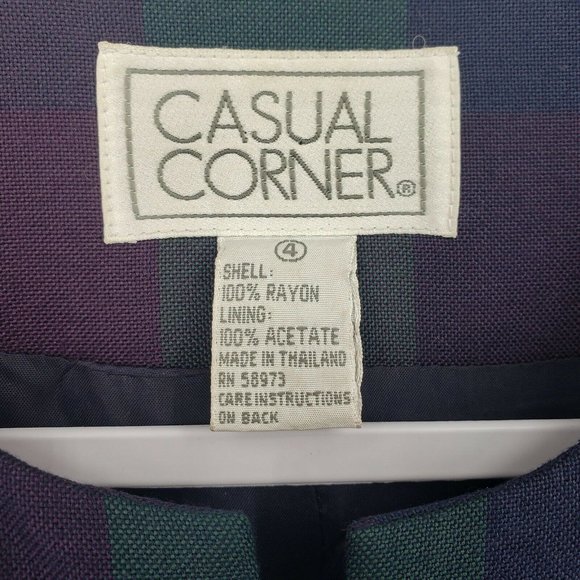 CASUAL
CORNER®
4
SHELL:
100% RAYON
LINING:
100% ACETATE
MADE IN THAILAND
RN 58973
CARE INSTRUCTIONS
ON BACK